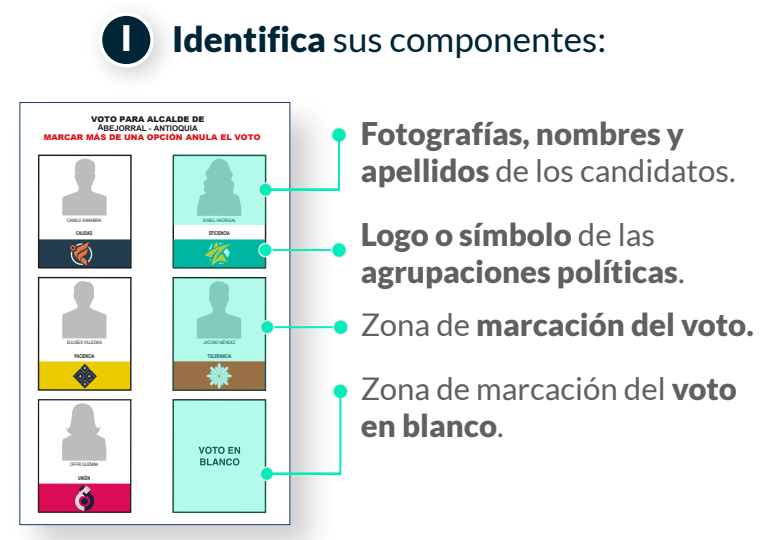 I Identifica sus componentes:
VOTO PARA ALCALDE DE
ABEJORRAL - ANTIOQUIA
MARCAR MÁS DE UNA OPCIÓN ANULA EL VOTO
CAMILO SANABRIA
CALIDAD
ISABEL MADRIGAL
EFICIENCIA
EULISES VILLEGAS
PACIENCIA
JACOBO MÉNDEZ
TOLERANCIA
OFFIR GUZMÁN
UNIÓN
VOTO EN
BLANCO
Fotografías, nombres y
apellidos de los candidatos.
Logo o símbolo de las
agrupaciones políticas.
Zona de marcación del voto.
Zona de marcación del voto
en blanco.